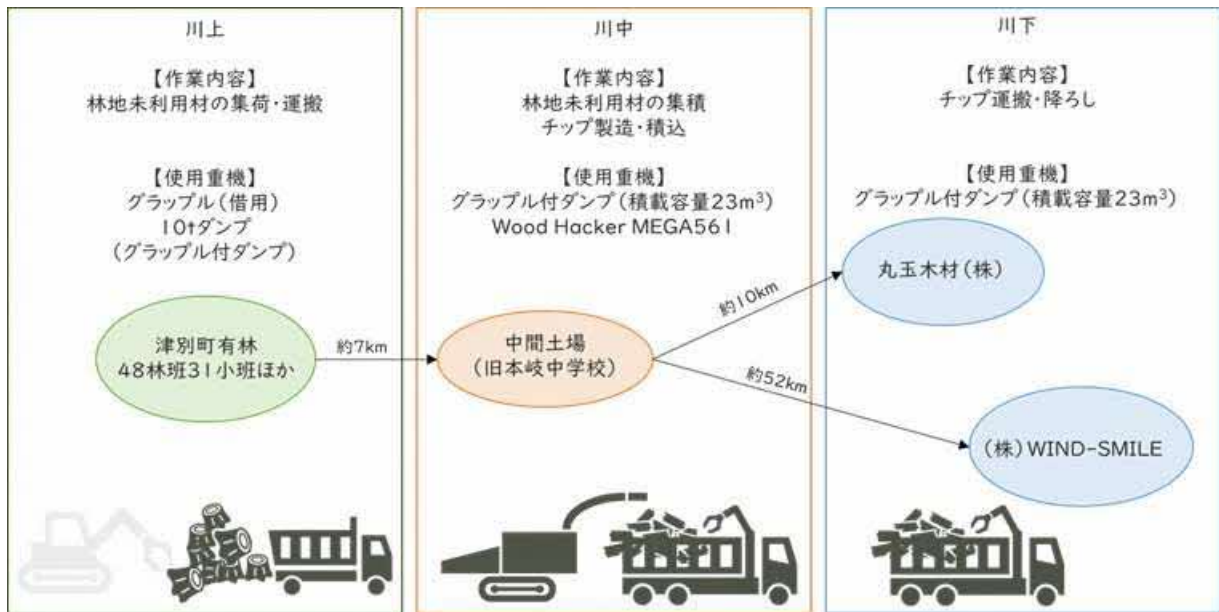 川上
【作業内容】
林地未利用材の集荷・運搬
【使用重機】
グラップル(借用)
10tダンプ
(グラップル付ダンプ)
津別町有林
48林班31小班ほか
約7km
川中
【作業内容】
林地未利用材の集積
チップ製造・積込
【使用重機】
グラップル付ダンプ(積載容量23m³)
Wood Hacker MEGA561
中間土場
(旧本岐中学校)
約10km
約52km
川下
【作業内容】
チップ運搬・降ろし
【使用重機】
グラップル付ダンプ(積載容量23m³)
丸玉木材(株)
(株)WIND-SMILE